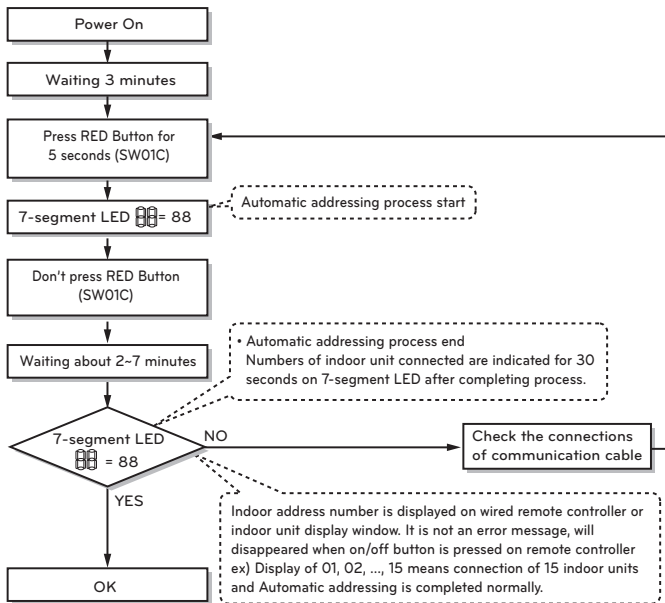 Power On
Waiting 3 minutes
Press RED Button for
5 seconds (SW01C)
Automatic addressing process start
7-segment LED 88 = 88
Don't press RED Button
(SW01C)
• Automatic addressing process end
Numbers of indoor unit connected are indicated for 30
seconds on 7-segment LED after completing process.
Waiting about 2~7 minutes
7-segment LED
88 = 88
NO
Check the connections
of communication cable
YES
Indoor address number is displayed on wired remote controller or
indoor unit display window. It is not an error message, will
disappeared when on/off button is pressed on remote controller
ex) Display of 01, 02, ..., 15 means connection of 15 indoor units
and Automatic addressing is completed normally.
OK